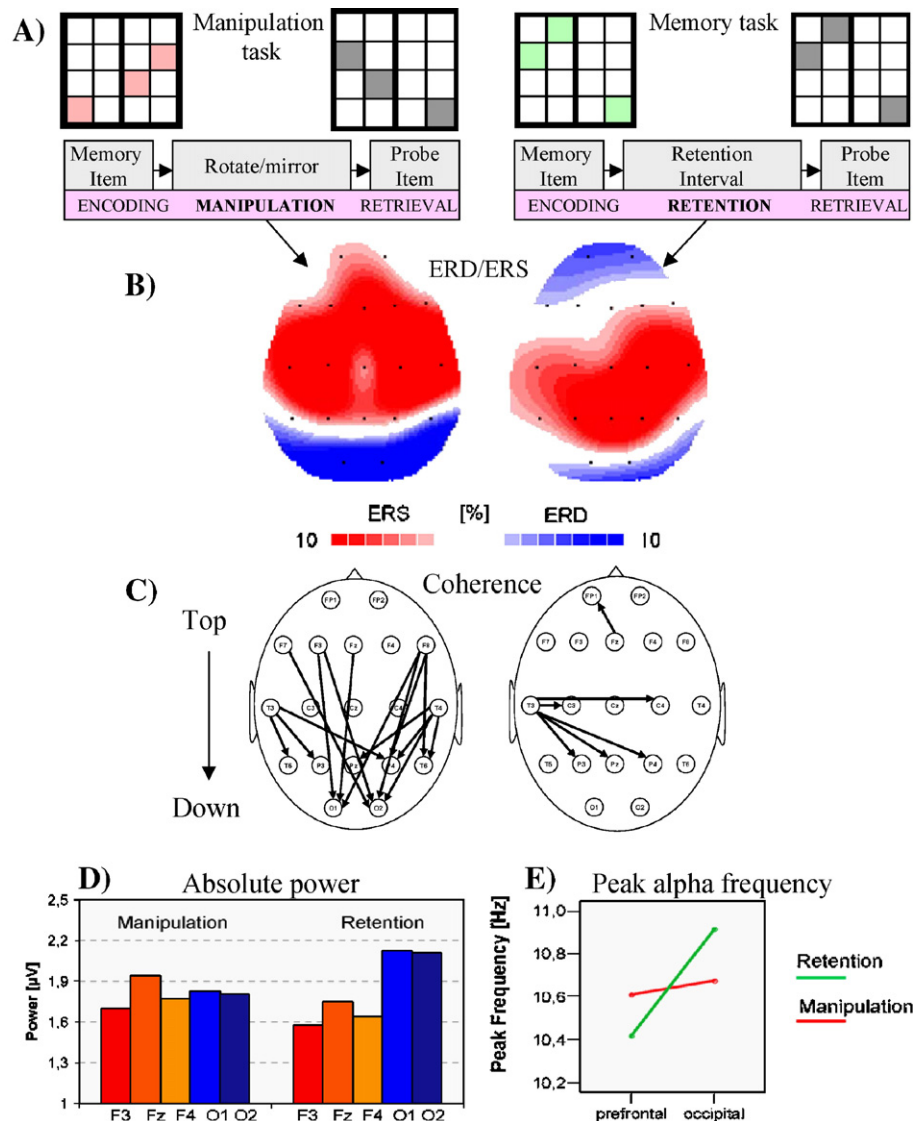 A)
Manipulation
task
Memory task
Memory
Item
Rotate/mirror
Probe
Item
ENCODING MANIPULATION RETRIEVAL
Memory
Item
Retention
Interval
Probe
Item
ENCODING RETENTION RETRIEVAL
B)
ERD/ERS
ERS [%] ERD
10 10
C)
Coherence
Top
Down
FP1 FP2
F7 F3 Fz F4 F8
T3 C3 Cz C4 T4
T5 P3 Pz P4 T6
O1 O2
FP1 FP2
F7 F3 Fz F4 F8
T3 C3 Cz C4 T4
T5 P3 Pz P4 T6
O1 O2
D)
Absolute power
Manipulation Retention
Power [µV]
2,5
2,2
1,9
1,6
1,3
1
F3 Fz F4 O1 O2 F3 Fz F4 O1 O2
E)
Peak alpha frequency
Peak Frequency [Hz]
11,0
10,8
10,6
10,4
10,2
prefrontal occipital
Retention
Manipulation